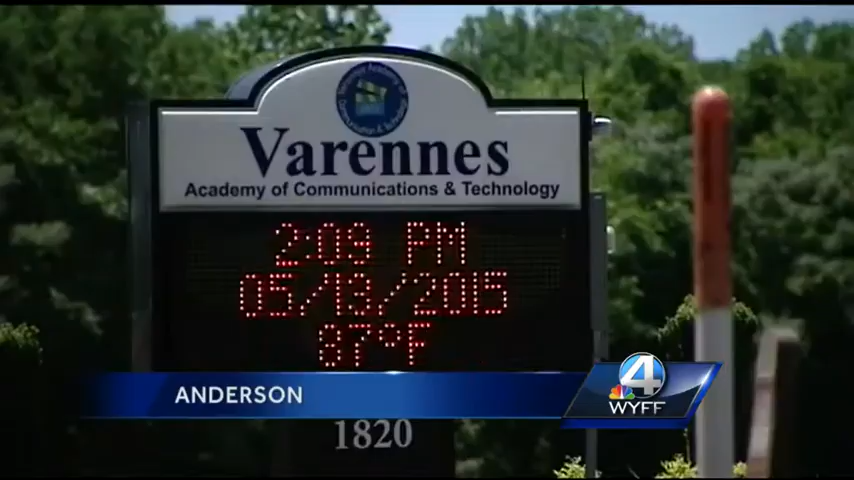 Varennes
Academy of Communications & Technology
2:09 PM
05/13/2015
87°F
ANDERSON
4
WYFF
1820